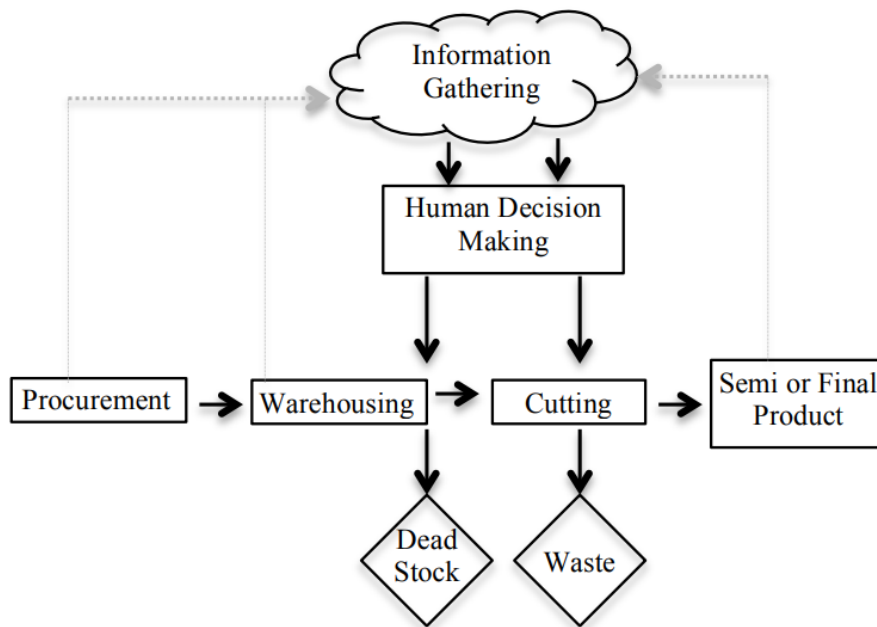 Information
Gathering
Human Decision
Making
Procurement
Warehousing
Cutting
Semi or Final
Product
Dead
Stock
Waste